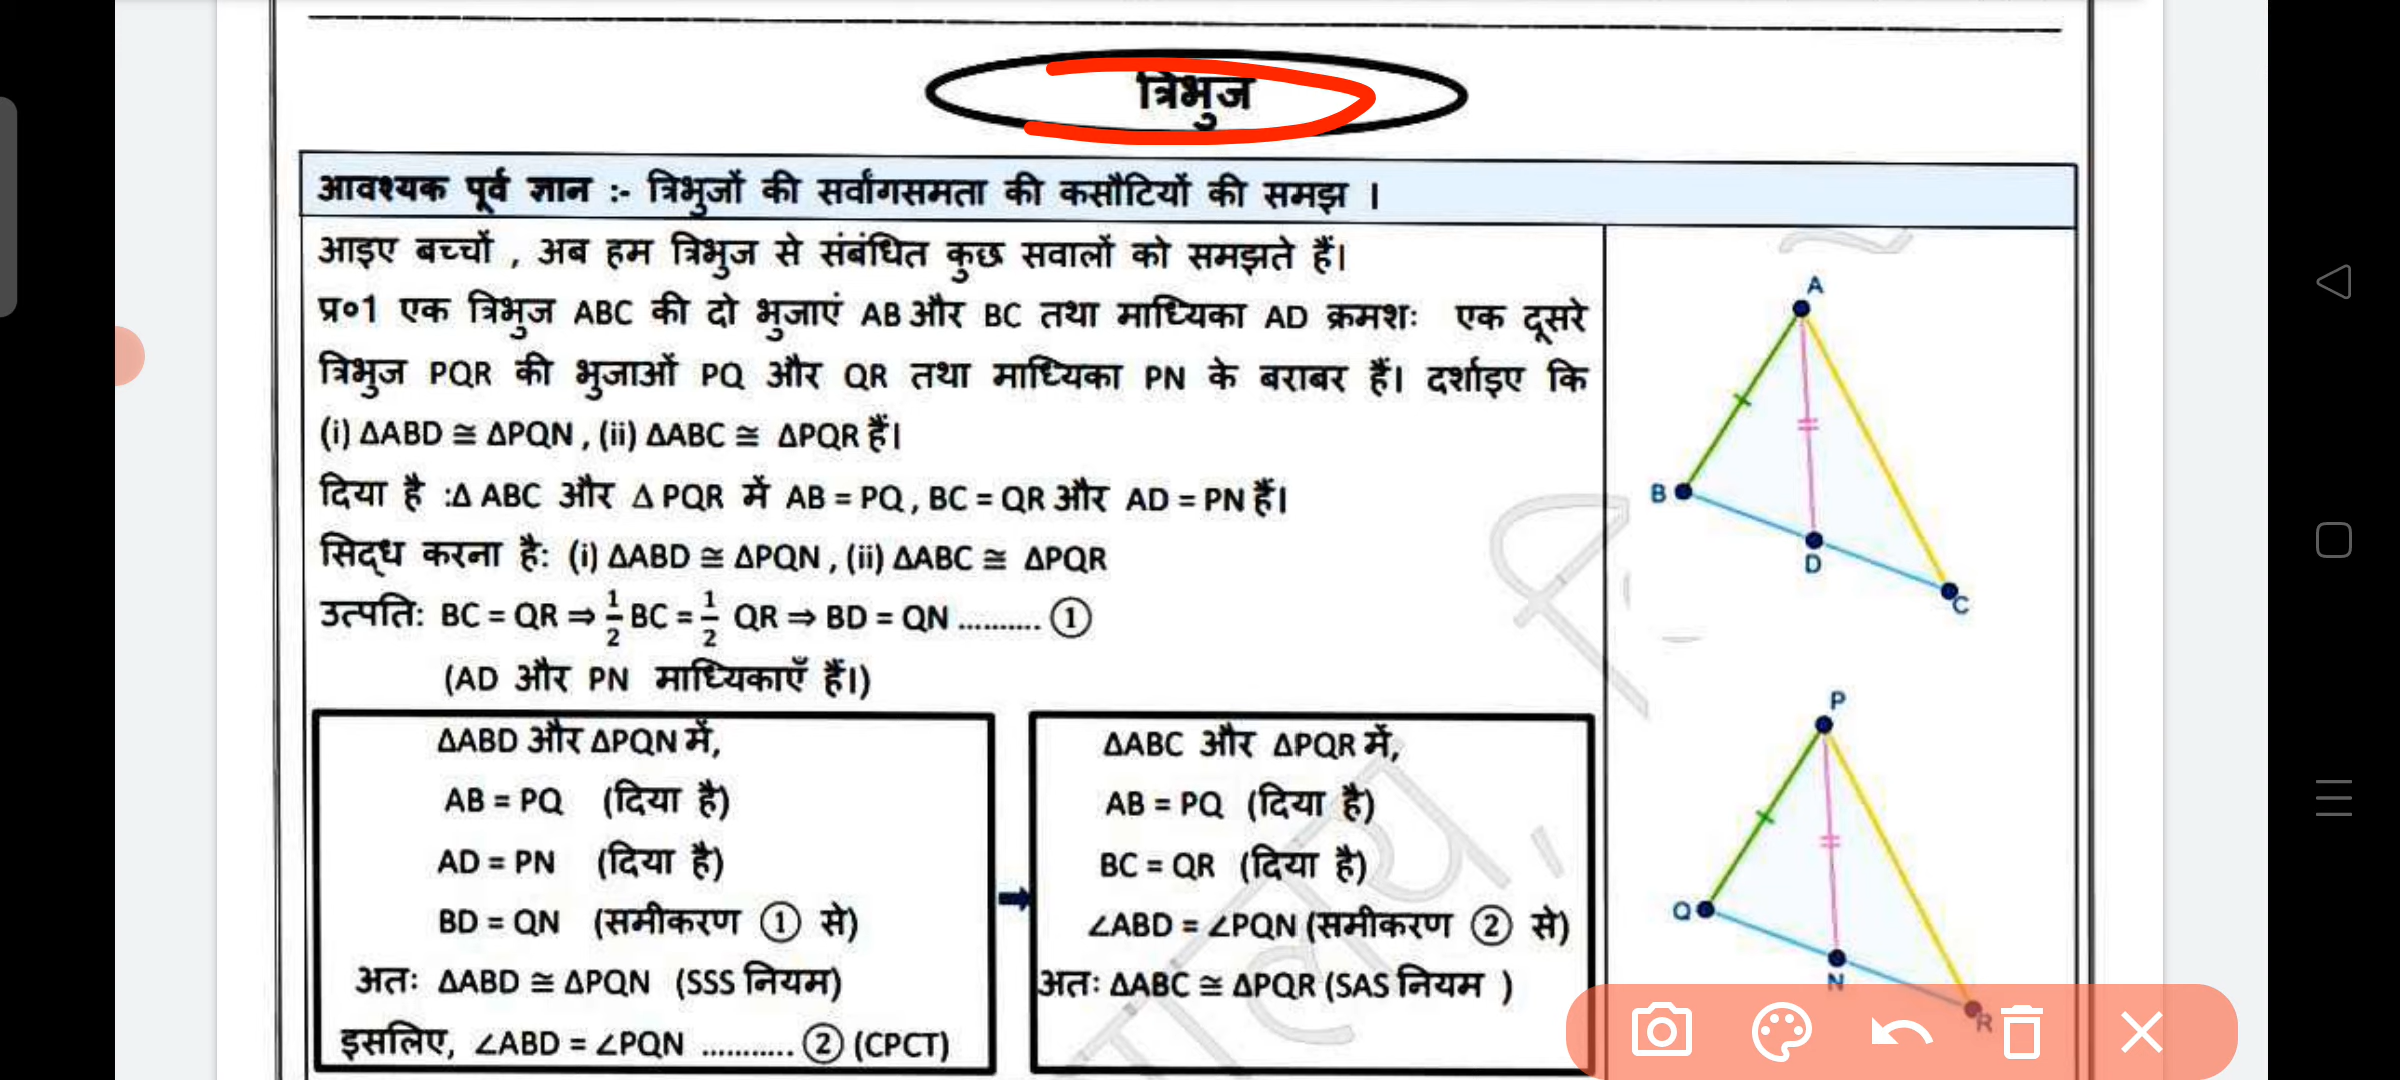 त्रिभुज
आवश्यक पूर्व ज्ञान :- त्रिभुजों की सर्वांगसमता की कसौटियों की समझ ।
आइए बच्चों , अब हम त्रिभुज से संबंधित कुछ सवालों को समझते हैं।
प्र०1 एक त्रिभुज ABC की दो भुजाएं AB और BC तथा माध्यिका AD क्रमशः एक दूसरे
त्रिभुज PQR की भुजाओं PQ और QR तथा माध्यिका PN के बराबर हैं। दर्शाइए कि
(i) ΔABD ≅ ΔPQN , (ii) ΔABC ≅ ΔPQR हैं।
दिया है :Δ ABC और Δ PQR में AB = PQ , BC = QR और AD = PN हैं।
सिद्ध करना है: (i) ΔABD ≅ ΔPQN , (ii) ΔABC ≅ ΔPQR
उत्पति: BC = QR ⇒ 1/2 BC = 1/2 QR ⇒ BD = QN .......... ①
(AD और PN माध्यिकाएँ हैं।)
ΔABD और ΔPQN में,
AB = PQ (दिया है)
AD = PN (दिया है)
BD = QN (समीकरण ① से)
अतः ΔABD ≅ ΔPQN (SSS नियम)
इसलिए, ∠ABD = ∠PQN ........... ② (CPCT)
ΔABC और ΔPQR में,
AB = PQ (दिया है)
BC = QR (दिया है)
∠ABD = ∠PQN (समीकरण ② से)
अतः ΔABC ≅ ΔPQR (SAS नियम )
A
B
D
C
P
Q
N
R